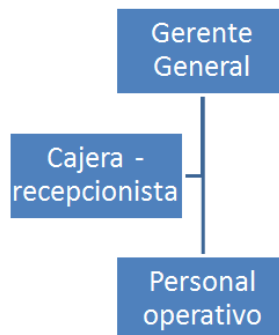 Gerente
General
Cajera -
recepcionista
Personal
operativo